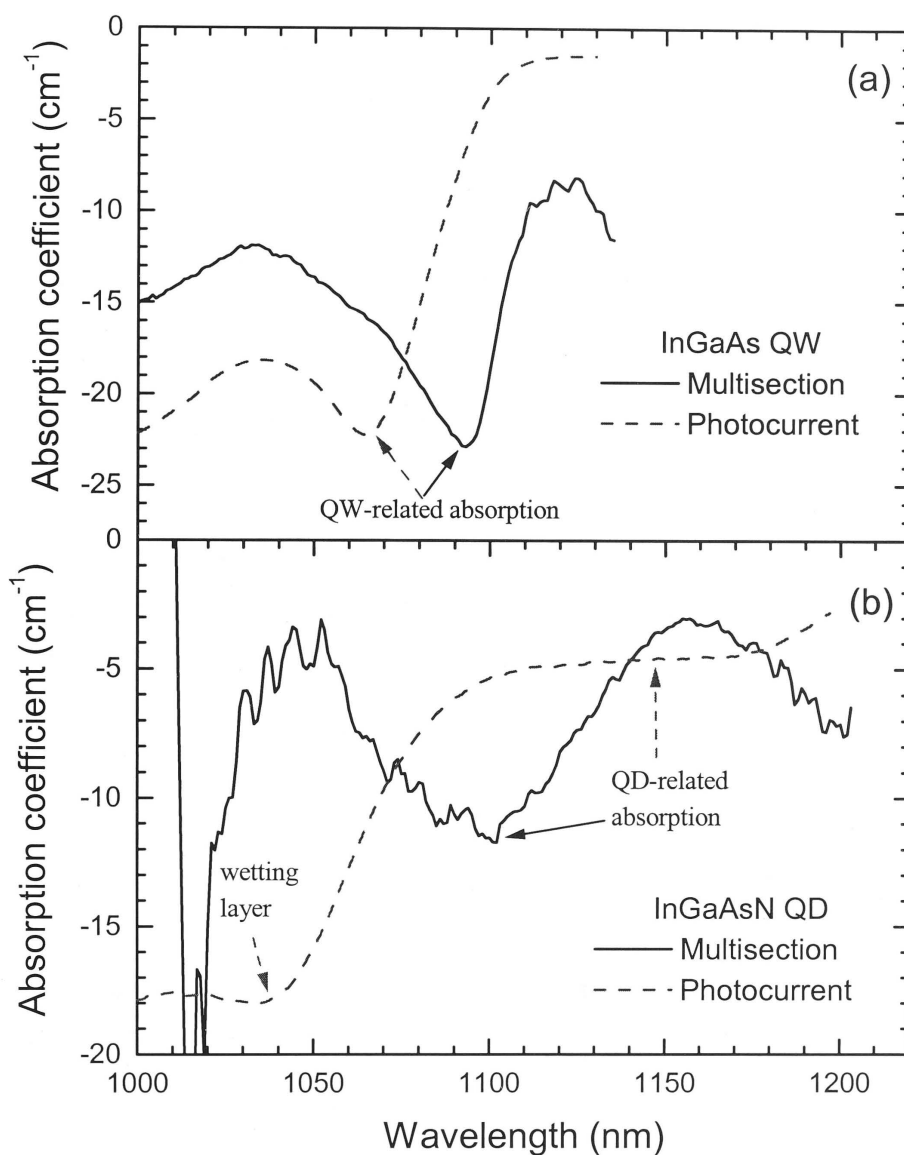 0
-5
-10
-15
-20
-25
Absorption coefficient (cm-1)
(a)
InGaAs QW
Multisection
Photocurrent
QW-related absorption
0
-5
-10
-15
-20
Absorption coefficient (cm-1)
(b)
wetting
layer
QD-related
absorption
InGaAsN QD
Multisection
Photocurrent
1000
1050
1100
1150
1200
Wavelength (nm)